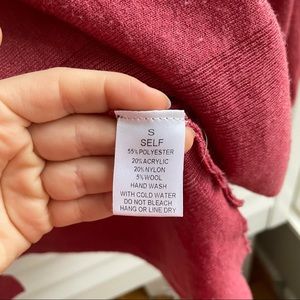 S
SELF
55% POLYESTER
20% ACRYLIC
20% NYLON
5% WOOL
HAND WASH
WITH COLD WATER
DO NOT BLEACH
HANG OR LINE DRY